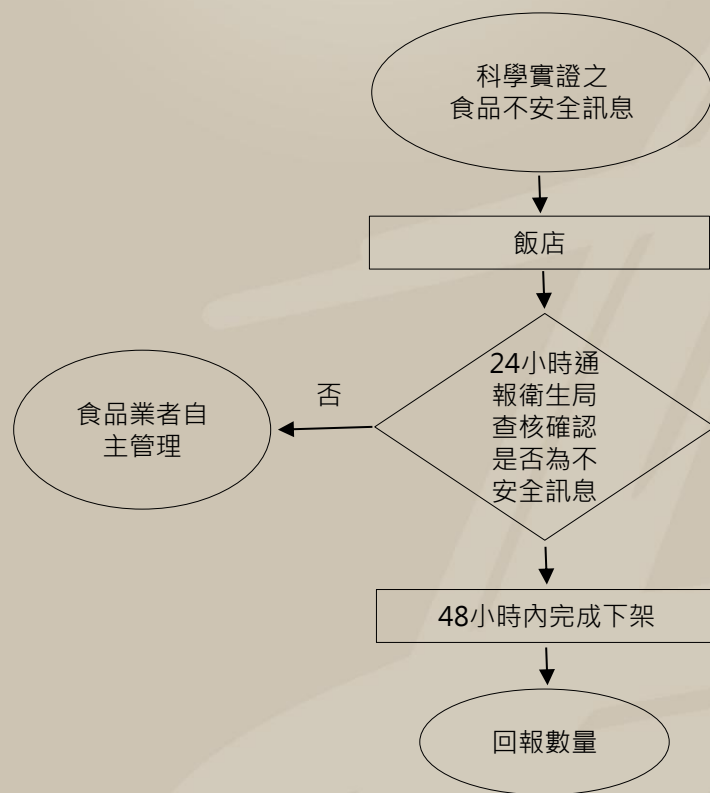 科學實證之
食品不安全訊息
飯店
24小時通
報衛生局
查核確認
是否為不
安全訊息
否
食品業者自
主管理
48小時內完成下架
回報數量